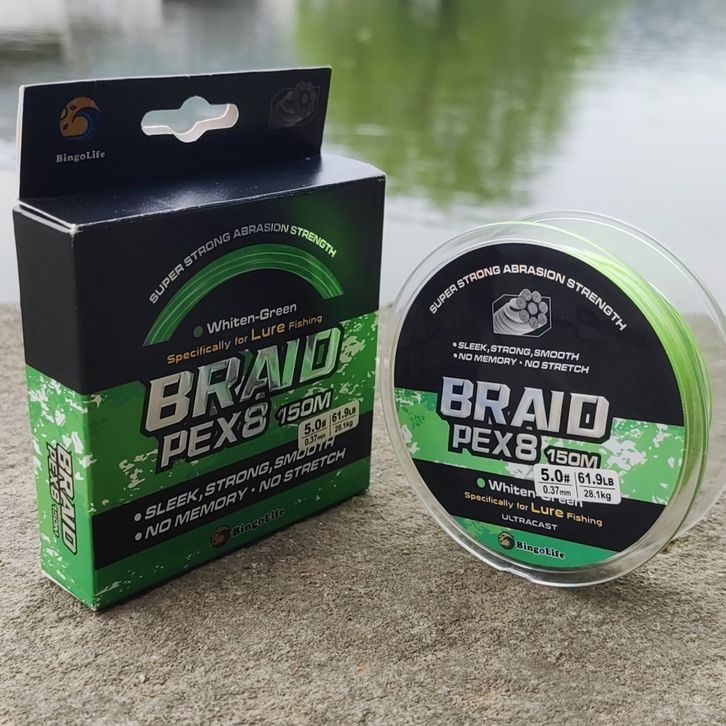 BingoLife
SUPER STRONG ABRASION STRENGTH
Whiten-Green
Specifically for Lure Fishing
BRAID
PEX8 150M
5.0# 61.9LB
0.37mm 28.1kg
• SLEEK, STRONG, SMOOTH
• NO MEMORY • NO STRETCH
BingoLife
BRAID
PEX8 150M
SUPER STRONG ABRASION STRENGTH
• SLEEK, STRONG, SMOOTH
• NO MEMORY • NO STRETCH
BRAID
PEX8 150M
5.0# 61.9LB
0.37mm 28.1kg
Whiten-Green
Specifically for Lure Fishing
ULTRACAST
BingoLife